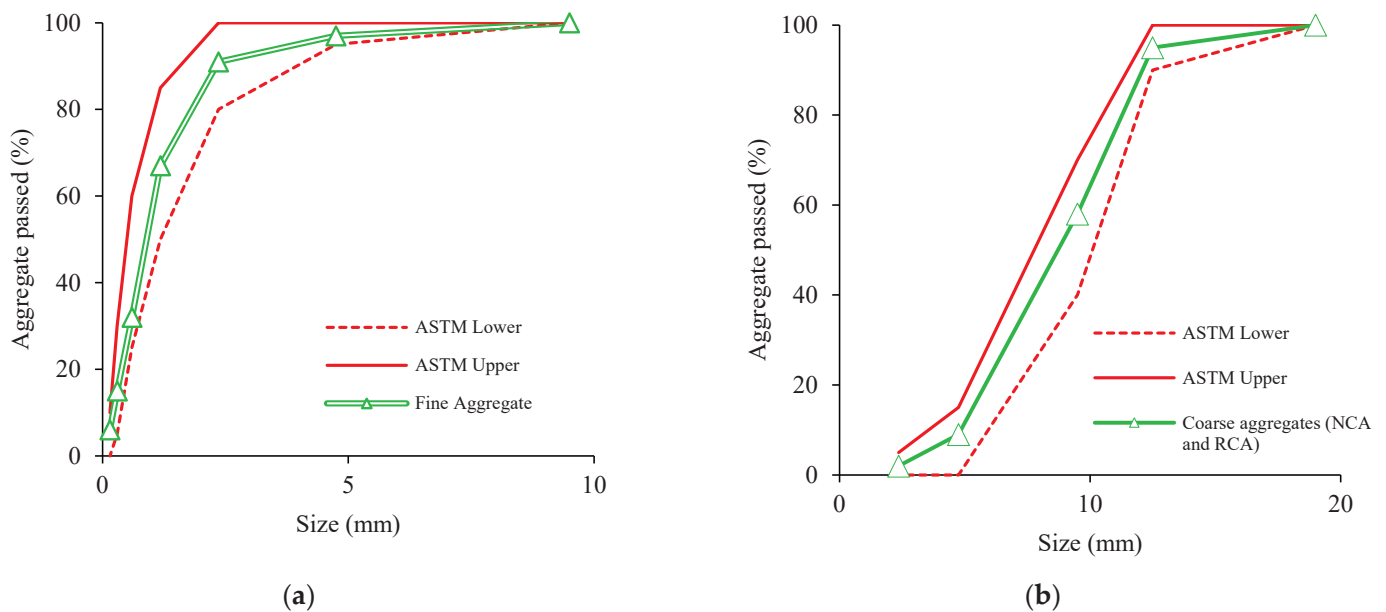 Aggregate passed (%)
100
80
60
40
20
0
0
5
10
Size (mm)
ASTM Lower
ASTM Upper
Fine Aggregate
(a)
Aggregate passed (%)
100
80
60
40
20
0
0
10
20
Size (mm)
ASTM Lower
ASTM Upper
Coarse aggregates (NCA
and RCA)
(b)